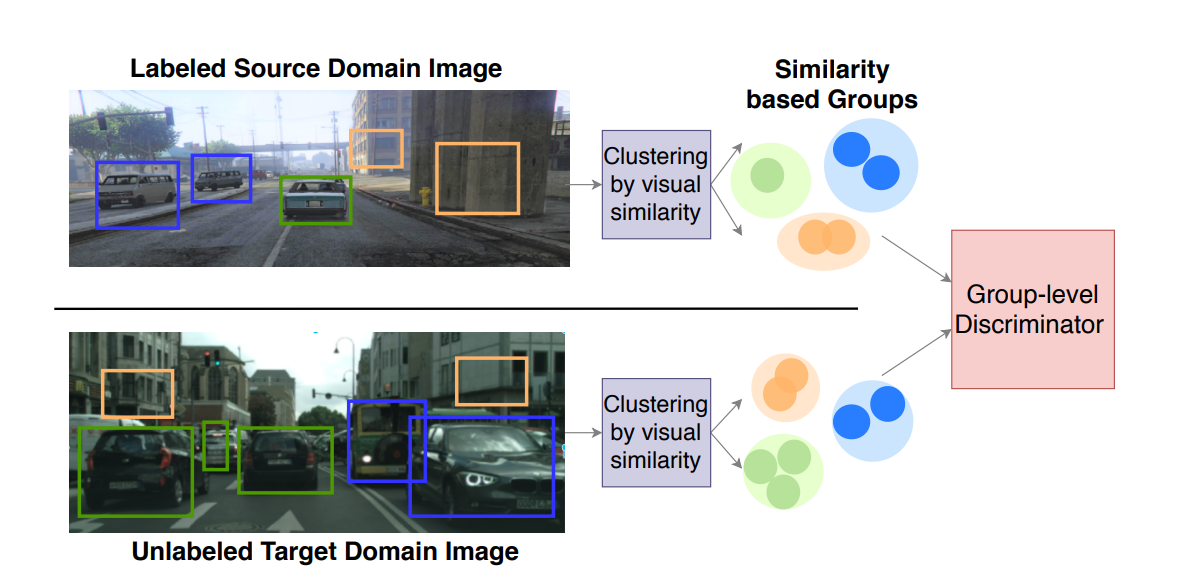 Labeled Source Domain Image
Similarity
based Groups
Clustering
by visual
similarity
Group-level
Discriminator
Clustering
by visual
similarity
Unlabeled Target Domain Image